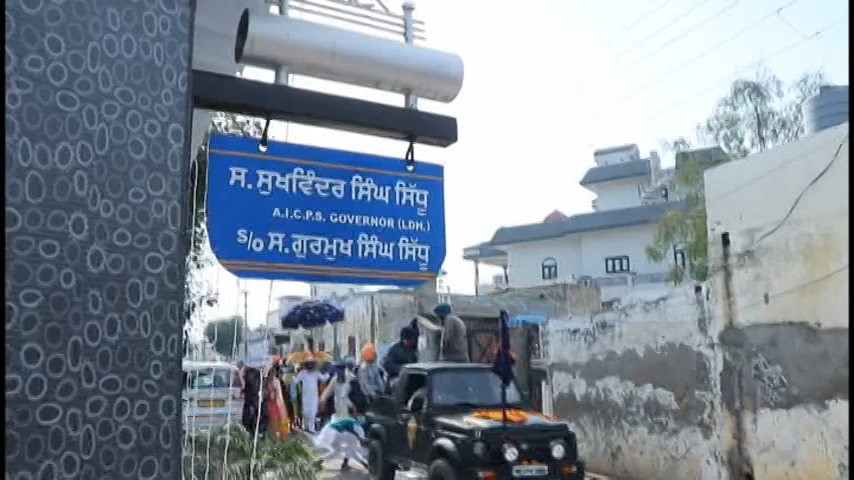 ਸ. ਸੁਖਵਿੰਦਰ ਸਿੰਘ ਸਿੱਧੂ
A.I.C.P.S. GOVERNOR (LDH.)
S/o ਸ. ਗੁਰਮੁਖ ਸਿੰਘ ਸਿੱਧੂ